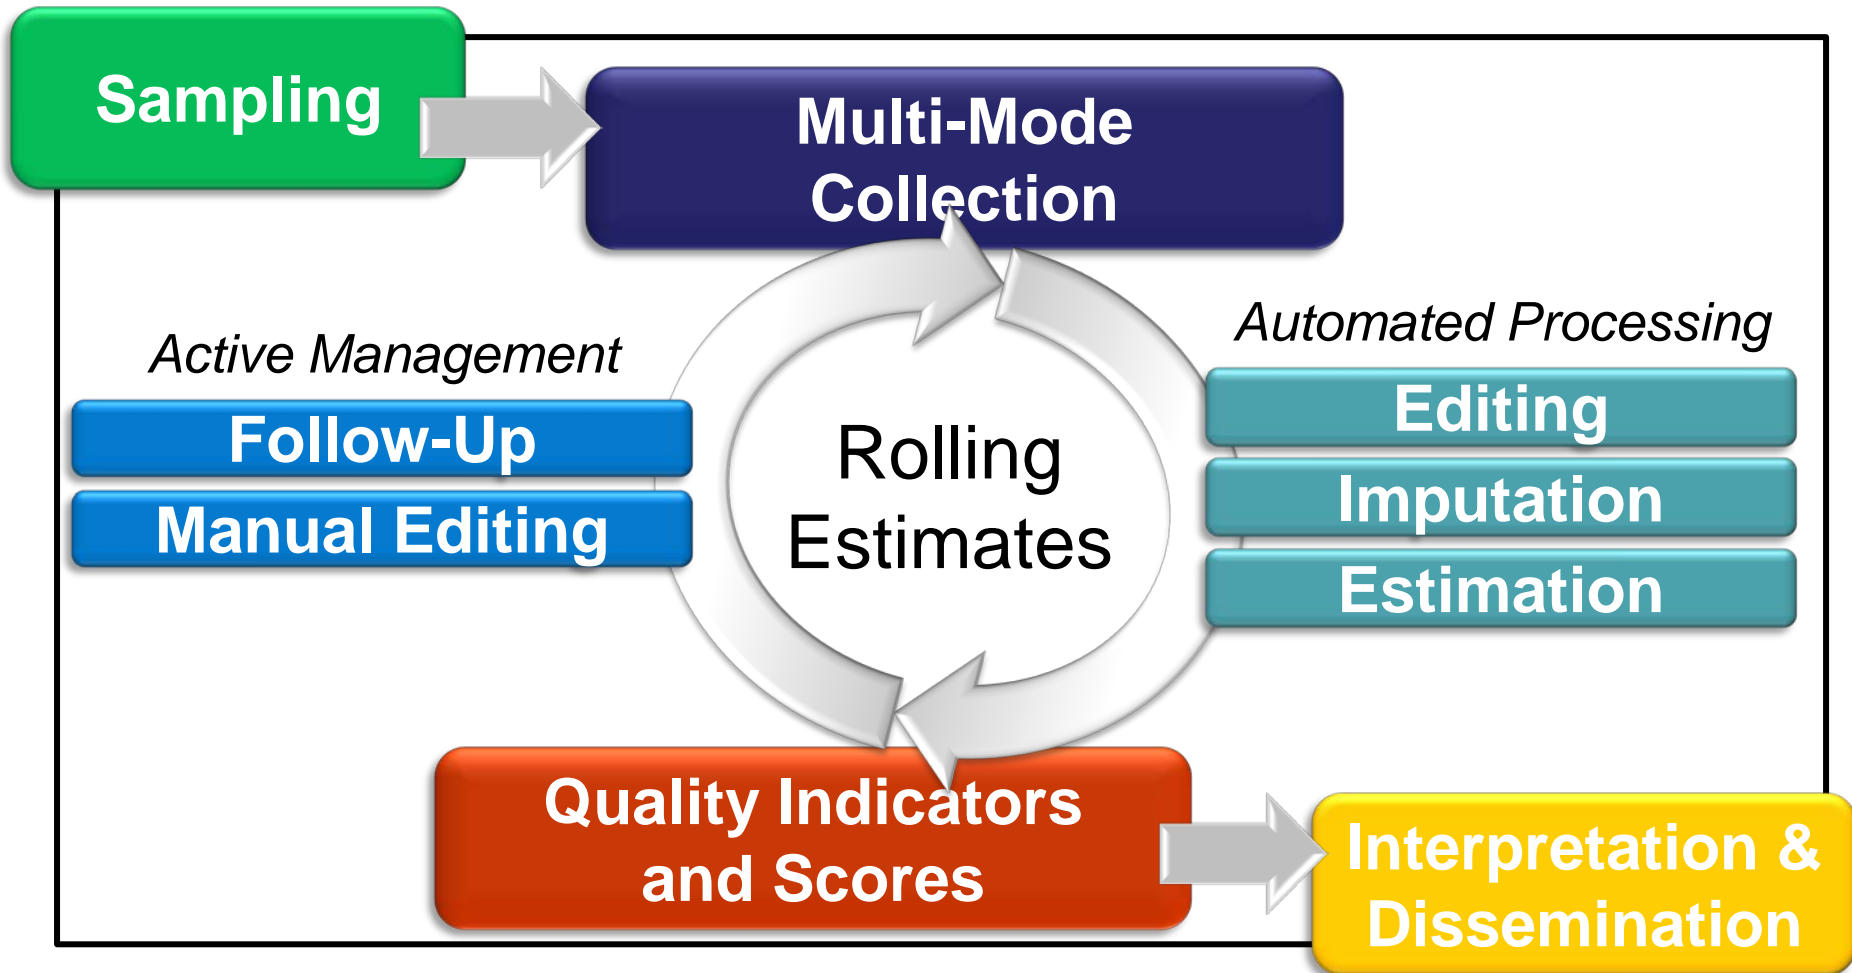 Sampling
Multi-Mode
Collection
Active Management
Follow-Up
Manual Editing
Rolling
Estimates
Automated Processing
Editing
Imputation
Estimation
Quality Indicators
and Scores
Interpretation &
Dissemination